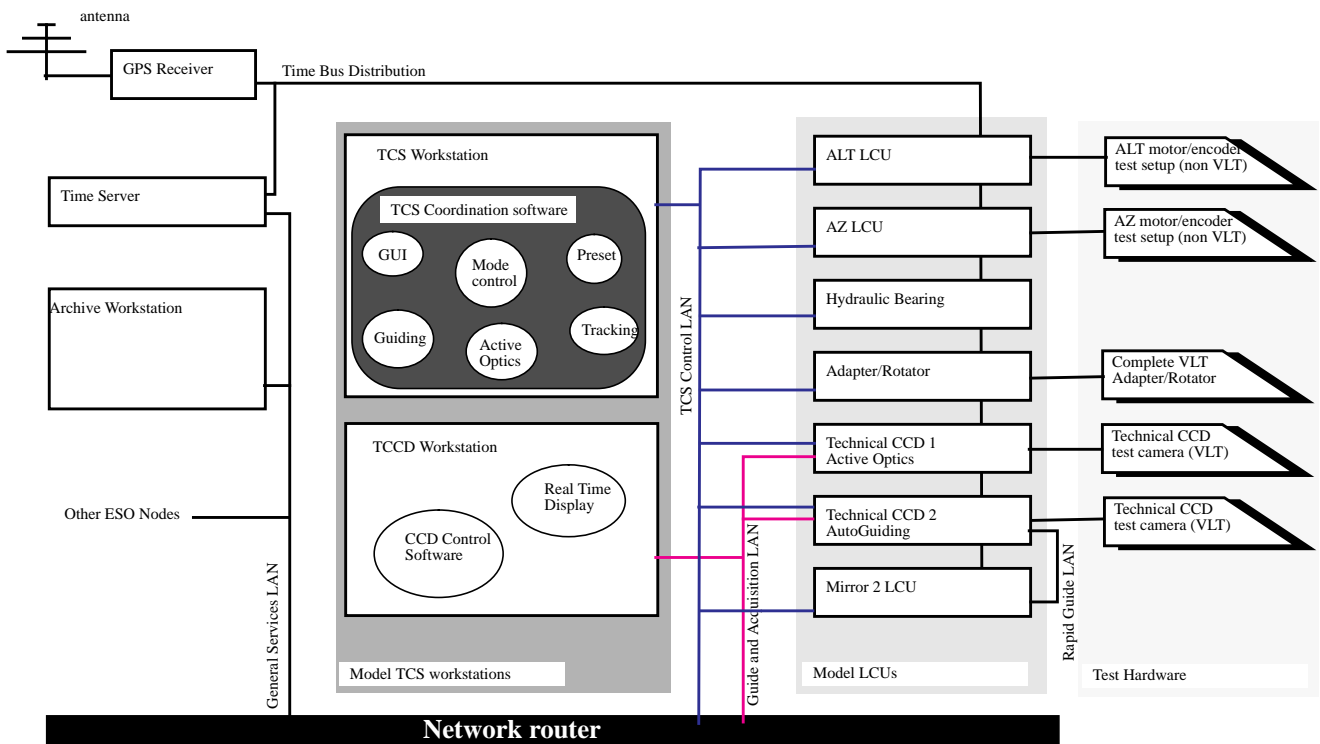 antenna
GPS Receiver
Time Bus Distribution
Time Server
Archive Workstation
Other ESO Nodes
General Services LAN
TCS Workstation
TCS Coordination software
GUI
Mode
control
Preset
Guiding
Active
Optics
Tracking
TCCD Workstation
Real Time
Display
CCD Control
Software
Model TCS workstations
TCS Control LAN
Guide and Acquisition LAN
ALT LCU
AZ LCU
Hydraulic Bearing
Adapter/Rotator
Technical CCD 1
Active Optics
Technical CCD 2
AutoGuiding
Mirror 2 LCU
Model LCUs
Rapid Guide LAN
ALT motor/encoder
test setup (non VLT)
AZ motor/encoder
test setup (non VLT)
Complete VLT
Adapter/Rotator
Technical CCD
test camera (VLT)
Technical CCD
test camera (VLT)
Test Hardware
Network router